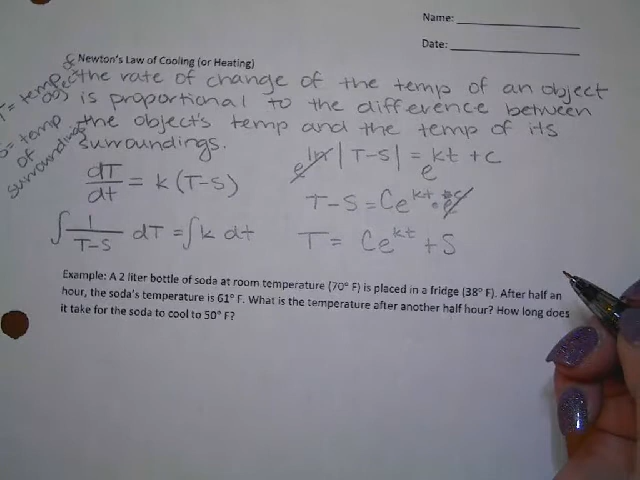 Name:
Date:
Newton's Law of Cooling (or Heating)
the rate of change of the temp of an object
is proportional to the difference between
the object's temp and the temp of its
surroundings.
T = temp of object
S = temp of surroundings
dT/dt = k(T-S)
∫ 1/(T-S) dT = ∫ k dt
e^ln|T-S| = e^kt+c
T-S = Ce^kt · e^c
T = Ce^kt + S
Example: A 2 liter bottle of soda at room temperature (70° F) is placed in a fridge (38° F). After half an
hour, the soda's temperature is 61° F. What is the temperature after another half hour? How long does
it take for the soda to cool to 50° F?